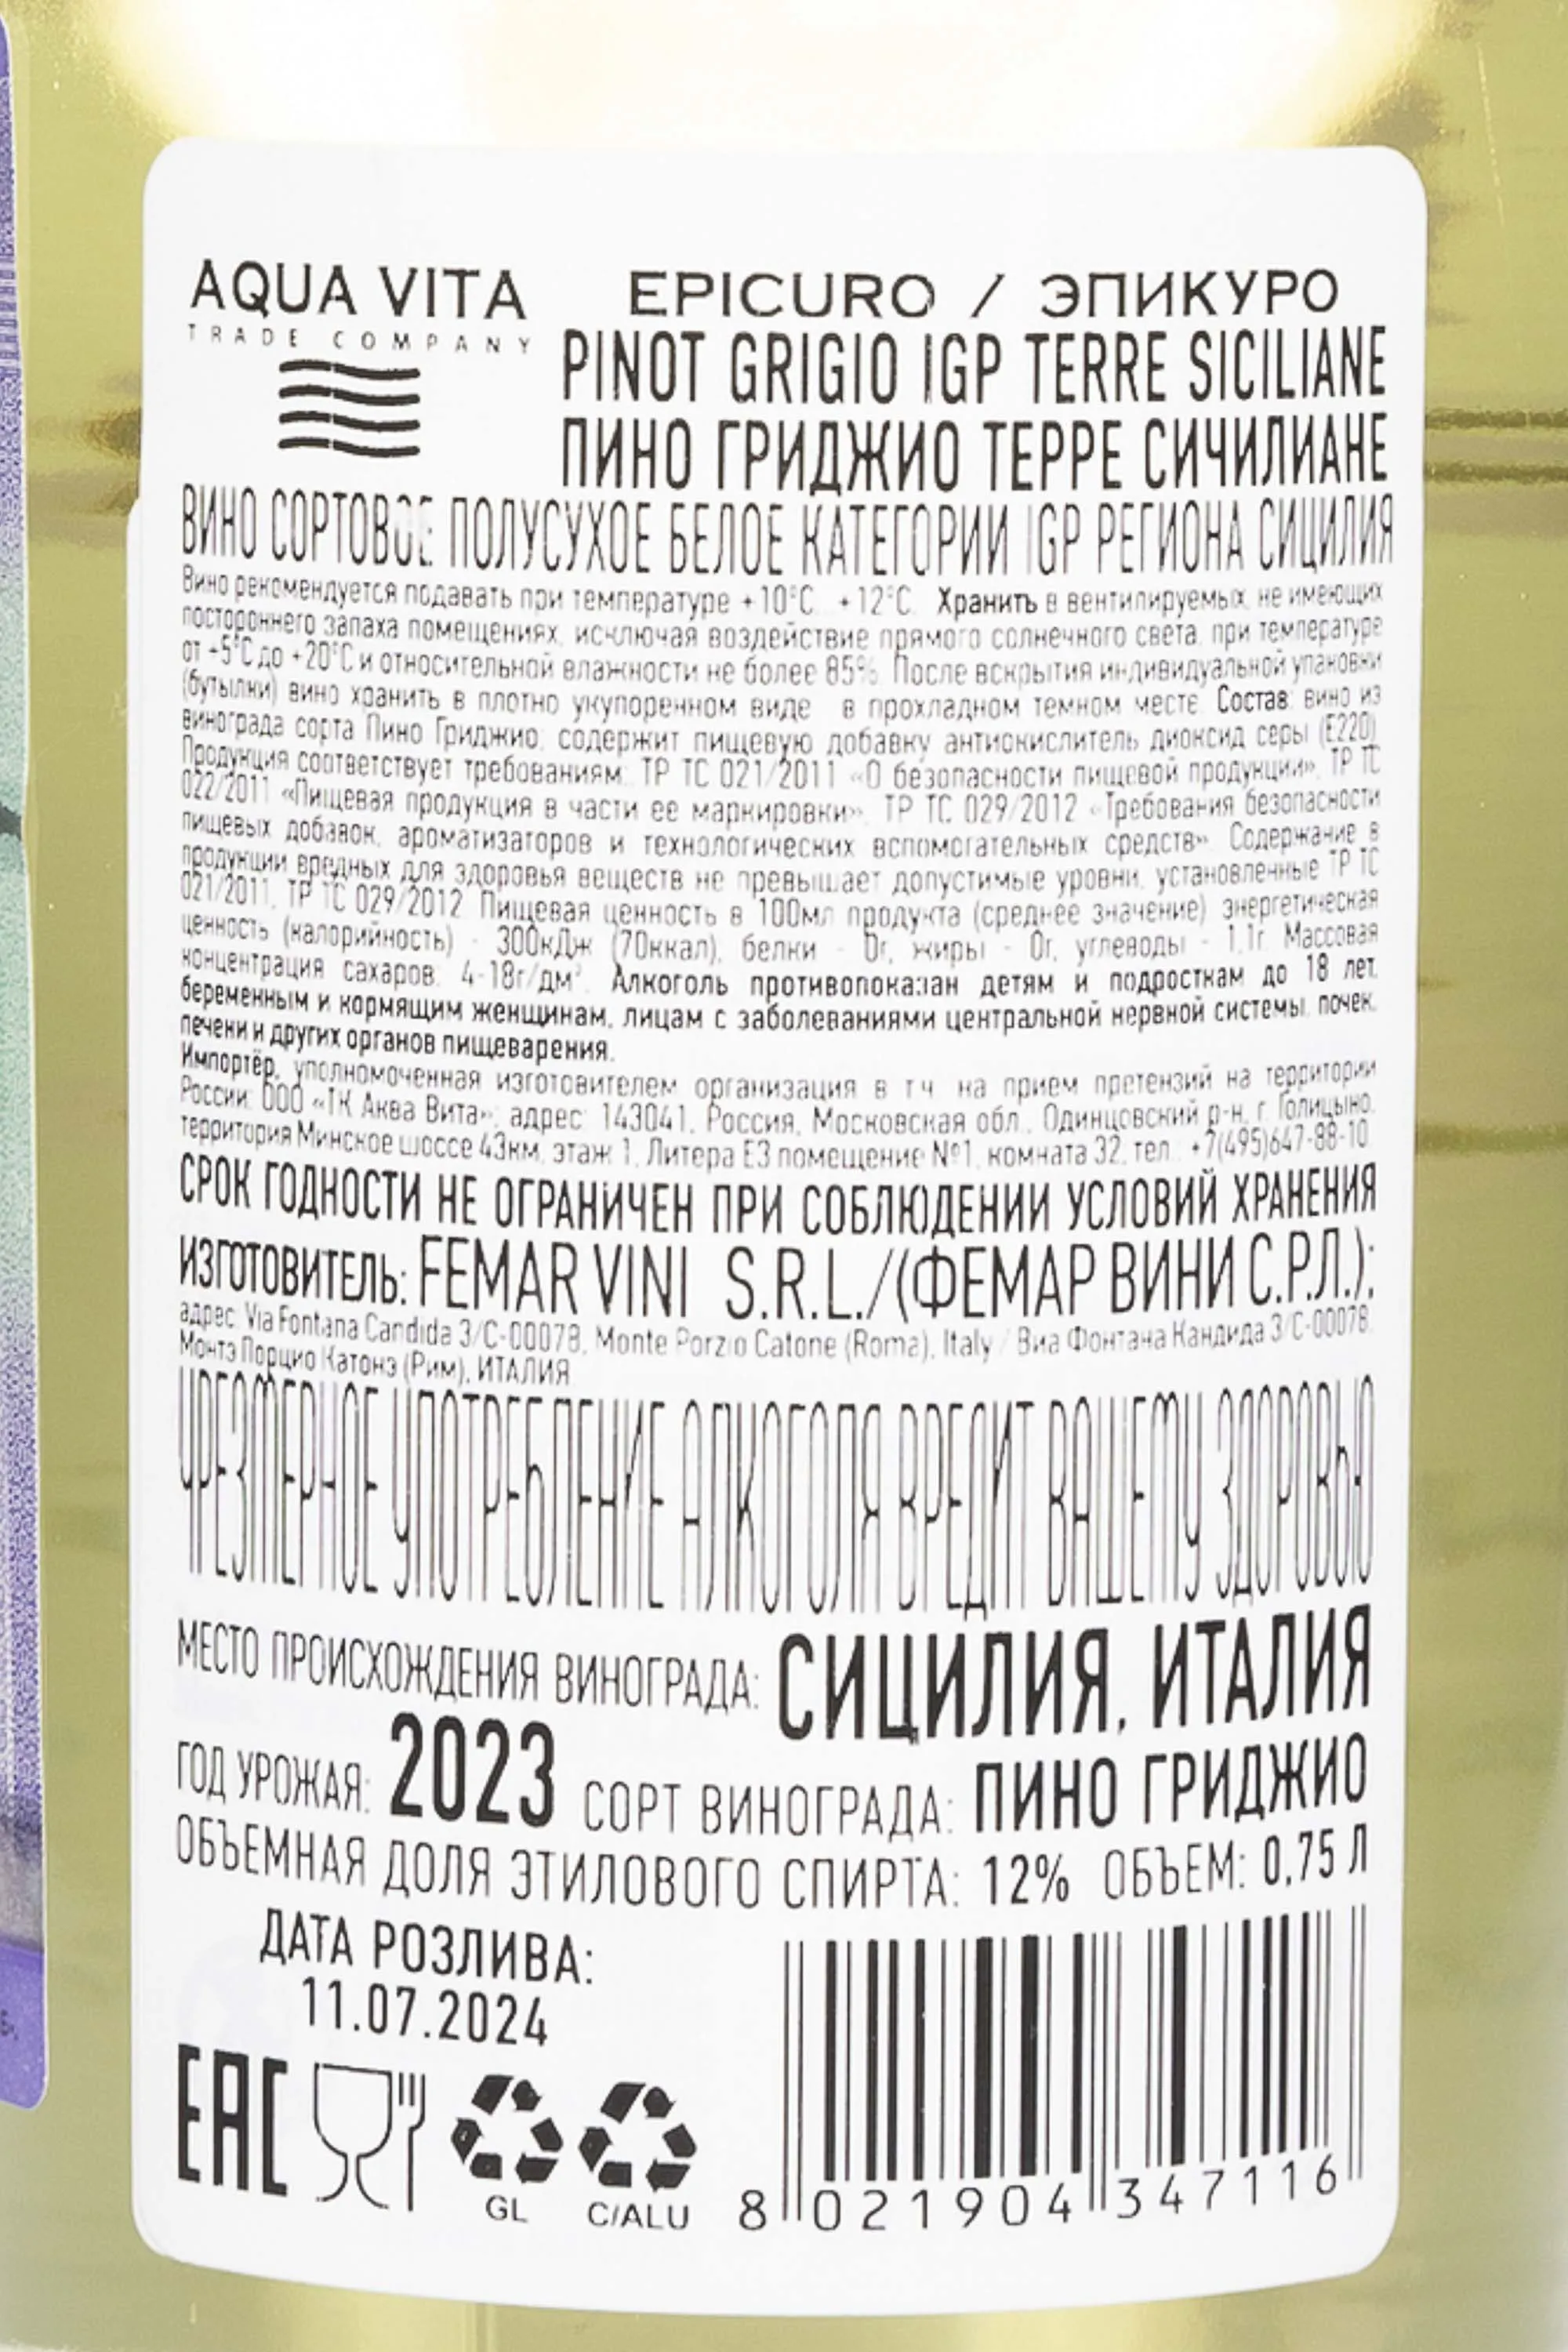 AQUA VITA
TRADE COMPANY
EPICURO / ЭПИКУРО
PINOT GRIGIO IGP TERRE SICILIANE
ПИНО ГРИДЖИО ТЕРРЕ СИЧИЛИАНЕ
ВИНО СОРТОВОЕ ПОЛУСУХОЕ БЕЛОЕ КАТЕГОРИИ IGP РЕГИОНА СИЦИЛИЯ
Вино рекомендуется подавать при температуре +10°С +12°С. Хранить в вентилируемых, не имеющих
постороннего запаха помещениях, исключая воздействие прямого солнечного света, при температуре
от +5°С до +20°С и относительной влажности не более 85%. После вскрытия индивидуальной упаковки
(бутылки) вино хранить в плотно укупоренном виде в прохладном темном месте. Состав: вино из
винограда сорта Пино Гриджио, содержит пищевую добавку антиокислитель диоксид серы (Е220).
Продукция соответствует требованиям: ТР ТС 021/2011 «О безопасности пищевой продукции», ТР ТС
022/2011 «Пищевая продукция в части ее маркировки», ТР ТС 029/2012 «Требования безопасности
пищевых добавок, ароматизаторов и технологических вспомогательных средств». Содержание в
продукции вредных для здоровья веществ не превышает допустимые уровни, установленные ТР ТС
021/2011, ТР ТС 029/2012. Пищевая ценность в 100мл продукта (среднее значение): энергетическая
ценность (калорийность) - 300кДж (70ккал), белки - 0г, жиры - 0г, углеводы - 1,1г. Массовая
концентрация сахаров: 4-18г/дм³. Алкоголь противопоказан детям и подросткам до 18 лет,
беременным и кормящим женщинам, лицам с заболеваниями центральной нервной системы, почек,
печени и других органов пищеварения.
Импортёр, уполномоченная изготовителем организация в т.ч. на прием претензий на территории
России: ООО «ТК Аква Вита»; адрес: 143041, Россия, Московская обл., Одинцовский р-н, г. Голицыно,
территория Минское шоссе 43км, этаж 1, Литера Е3 помещение №1, комната 32, тел.: +7(495)647-88-10
СРОК ГОДНОСТИ НЕ ОГРАНИЧЕН ПРИ СОБЛЮДЕНИИ УСЛОВИЙ ХРАНЕНИЯ
ИЗГОТОВИТЕЛЬ: FEMAR VINI S.R.L./(ФЕМАР ВИНИ С.Р.Л.);
адрес: Via Fontana Candida 3/C-00078, Monte Porzio Catone (Roma), Italy / Виа Фонтана Кандида 3/C-00078,
Монтэ Порцио Катонэ (Рим), ИТАЛИЯ
ЧРЕЗМЕРНОЕ УПОТРЕБЛЕНИЕ АЛКОГОЛЯ ВРЕДИТ ВАШЕМУ ЗДОРОВЬЮ
МЕСТО ПРОИСХОЖДЕНИЯ ВИНОГРАДА: СИЦИЛИЯ, ИТАЛИЯ
ГОД УРОЖАЯ: 2023 СОРТ ВИНОГРАДА: ПИНО ГРИДЖИО
ОБЪЕМНАЯ ДОЛЯ ЭТИЛОВОГО СПИРТА: 12% ОБЪЕМ: 0,75 Л
ДАТА РОЗЛИВА:
11.07.2024
EAC
GL
C/ALU
8 021904 347116